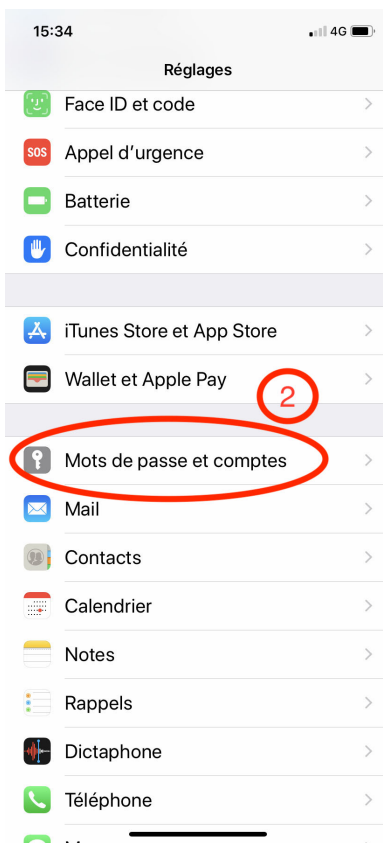 15:34
4G
Réglages
Face ID et code
SOS
Appel d’urgence
Batterie
Confidentialité
iTunes Store et App Store
Wallet et Apple Pay
2
Mots de passe et comptes
Mail
Contacts
Calendrier
Notes
Rappels
Dictaphone
Téléphone